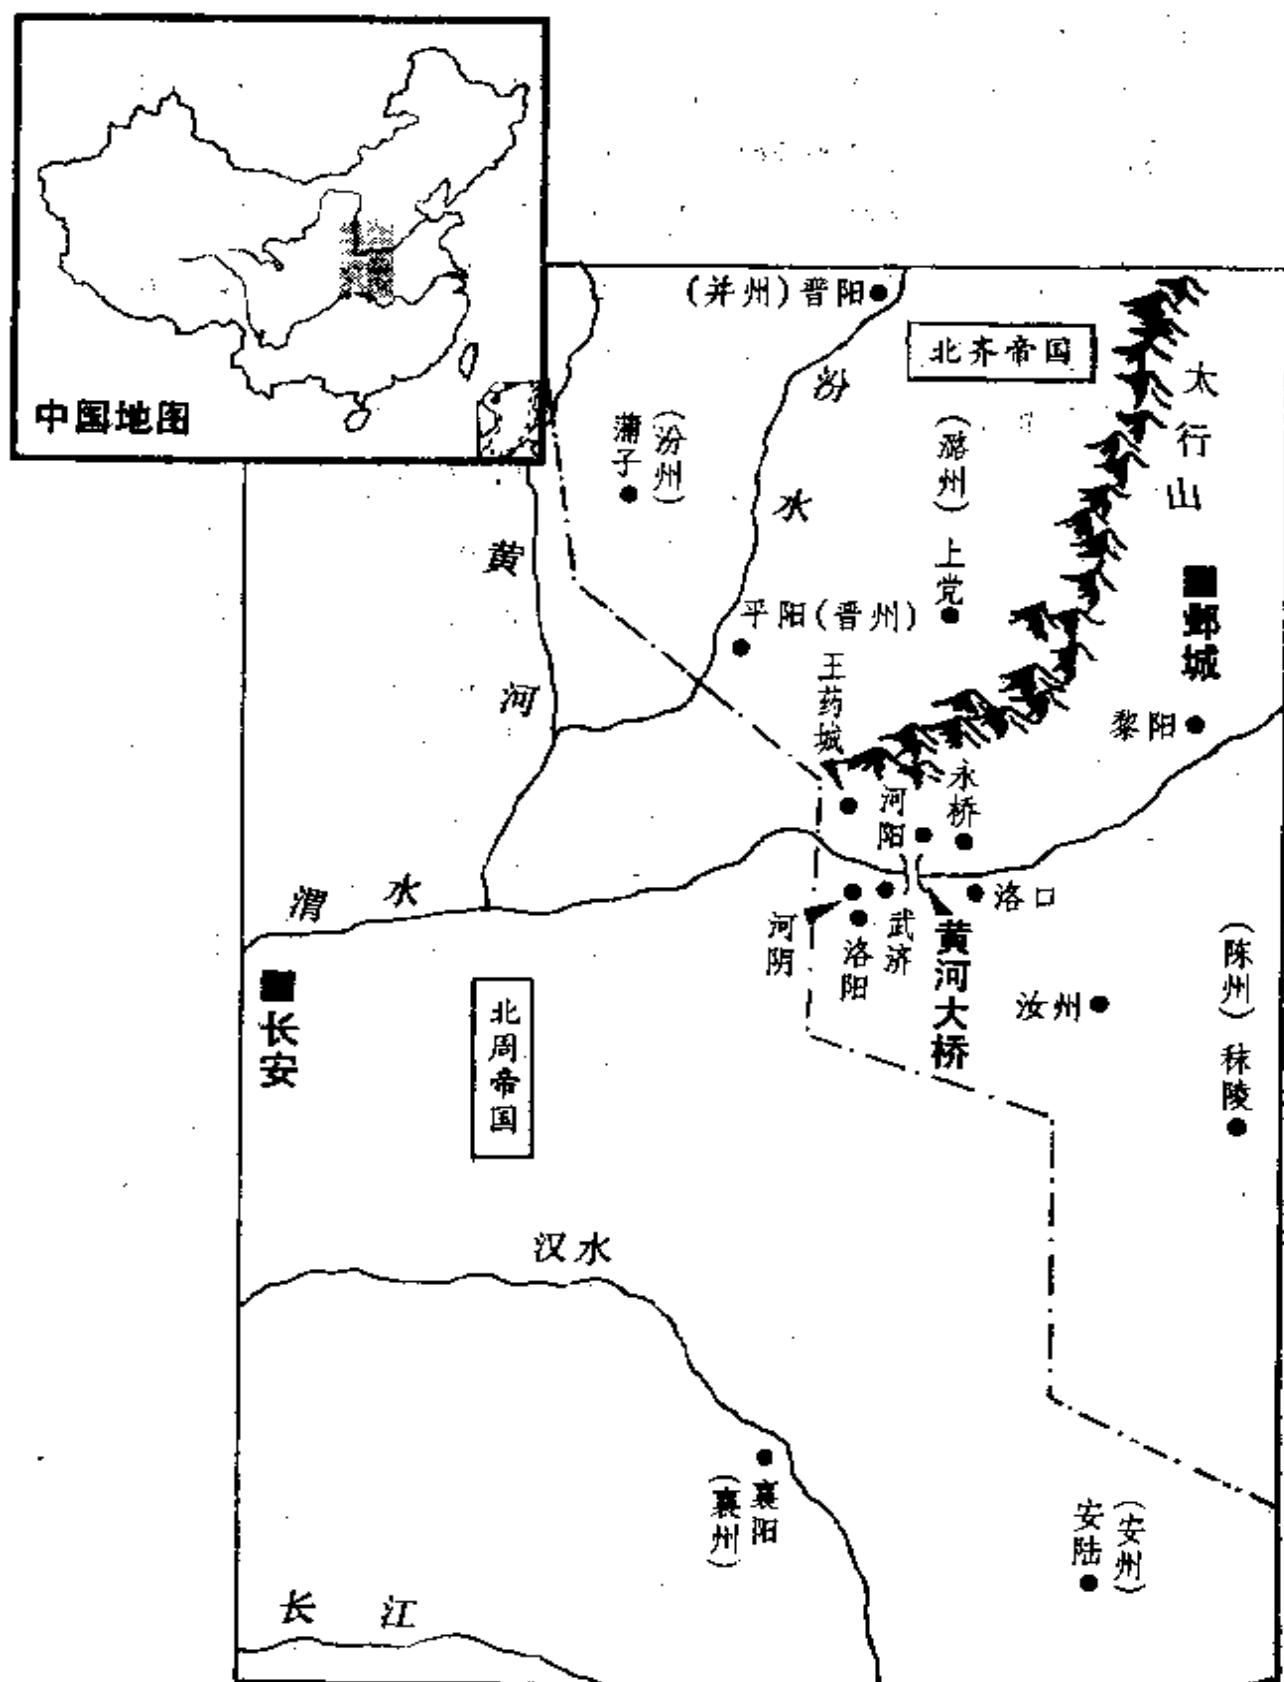 中国地图
(并州)晋阳
北齐帝国
太行山
汾水
蒲子
(汾州)
(潞州)上党
黄河
平阳(晋州)
邺城
王药城
黎阳
永桥
河阳
渭水
洛口
河阴
洛阳
武济
黄河大桥
汝州
(陈州)秣陵
长安
北周帝国
汉水
襄阳
(襄州)
安陆
(安州)
长江